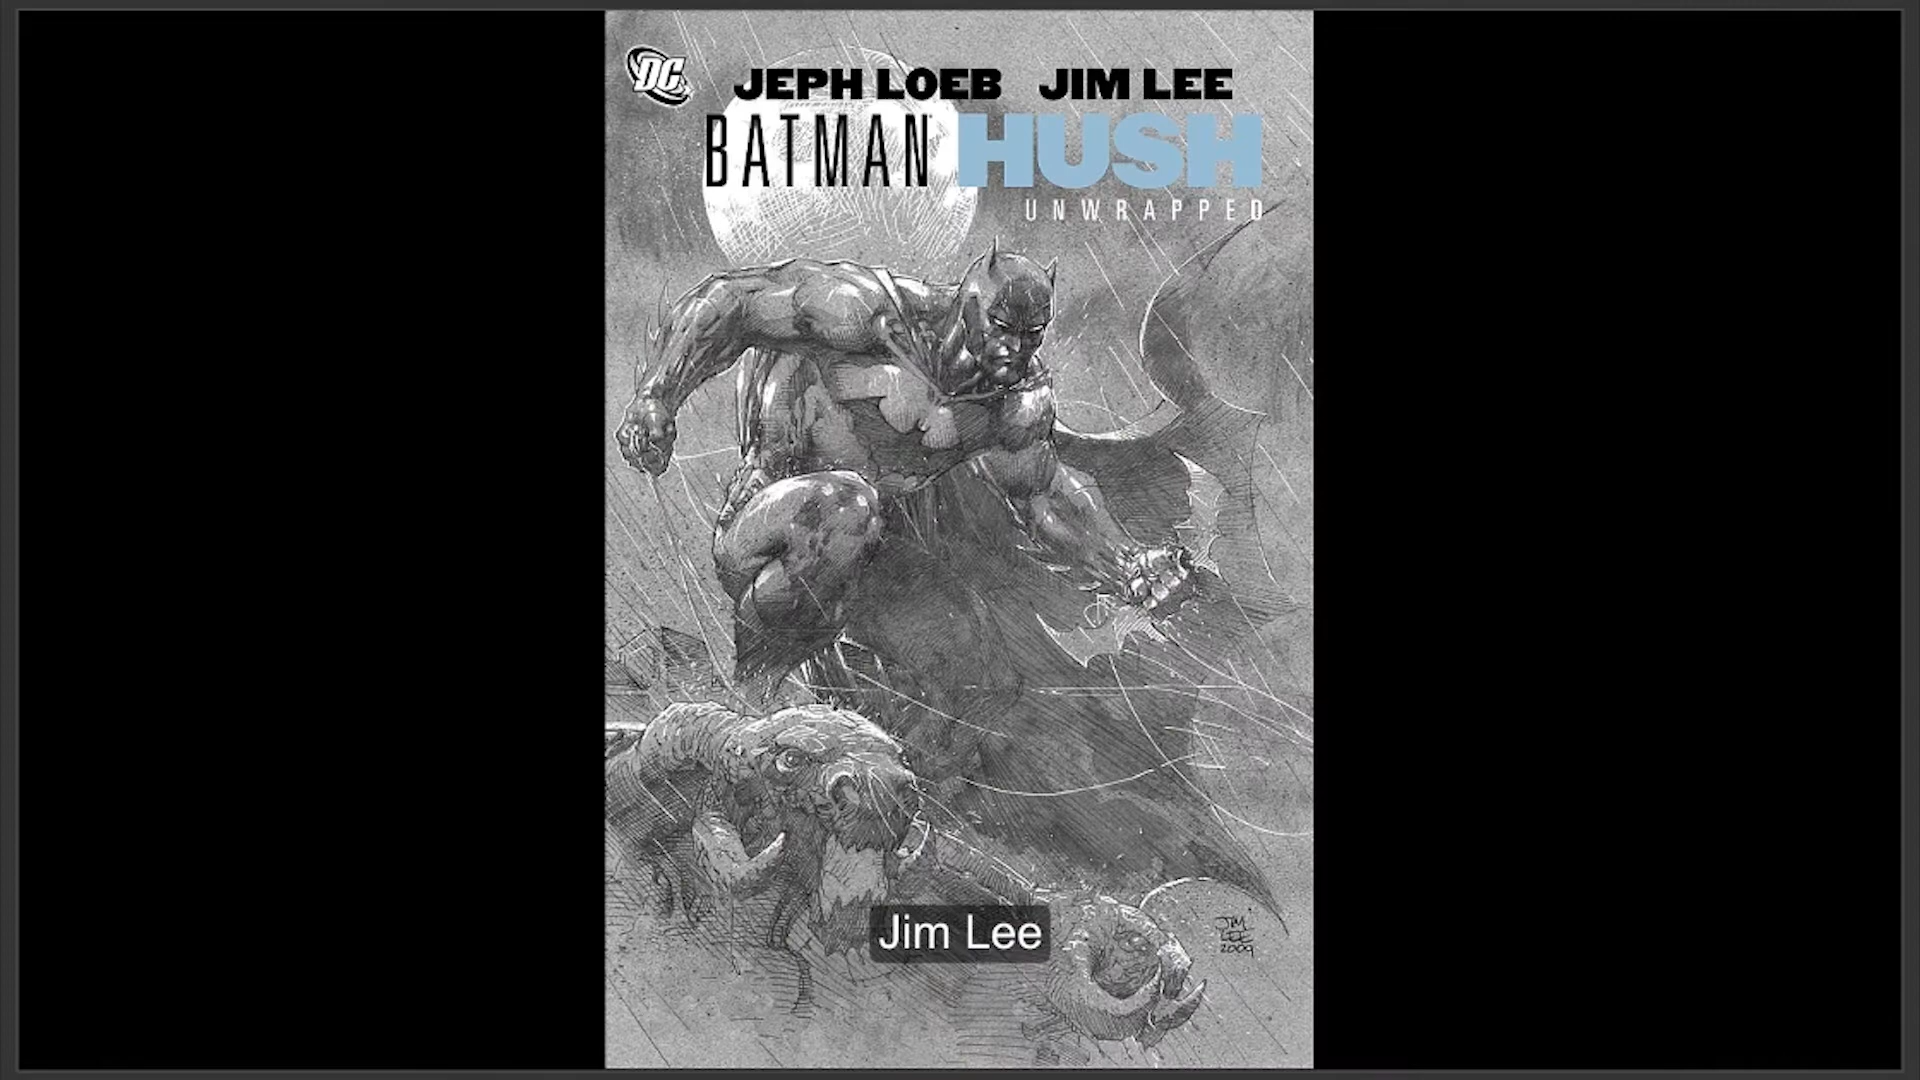 DC
JEPH LOEB JIM LEE
BATMAN HUSH
UNWRAPPED
Jim Lee
JIM
LEE
2009